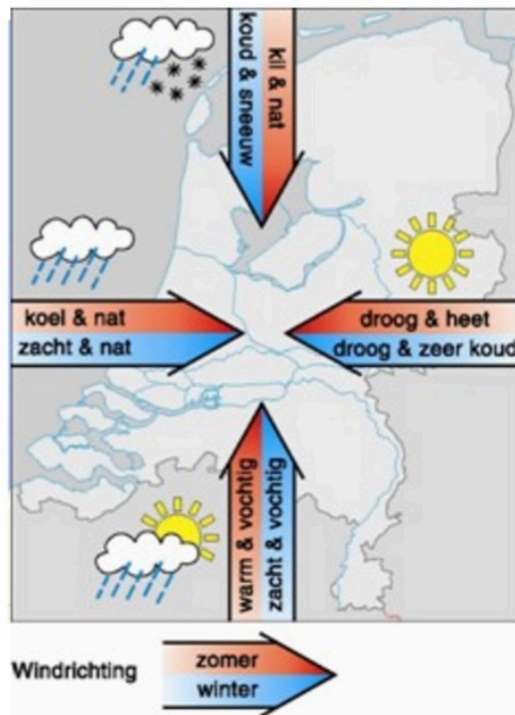 koud & sneeuw
kil & nat
koel & nat
zacht & nat
droog & heet
droog & zeer koud
warm & vochtig
zacht & vochtig
Windrichting
zomer
winter